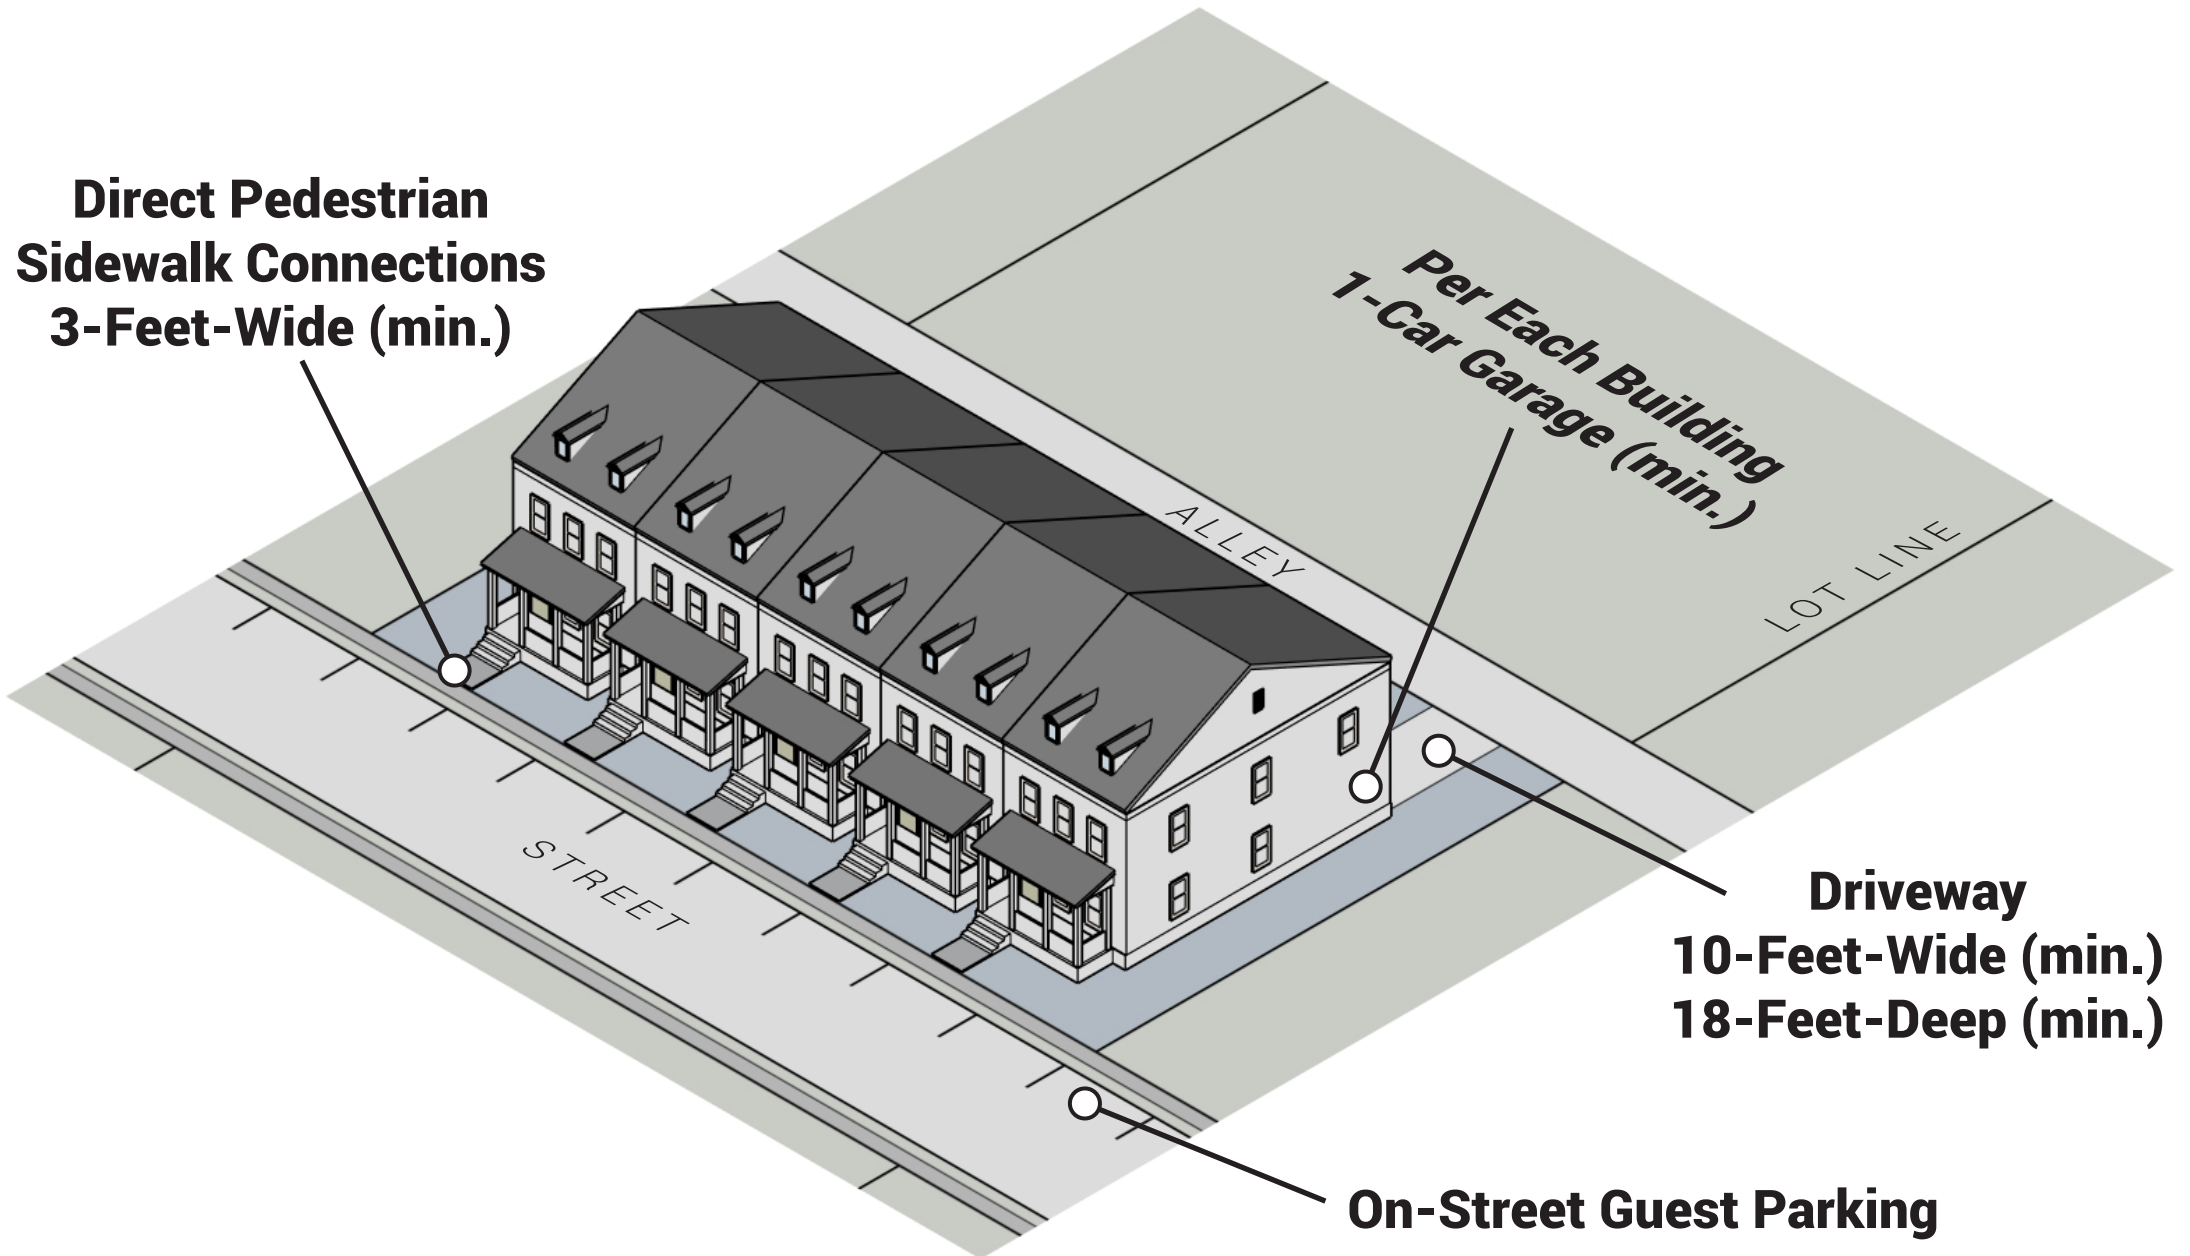 Direct Pedestrian
Sidewalk Connections
3-Feet-Wide (min.)
Per Each Building
1-Car Garage (min.)
ALLEY
LOT LINE
STREET
Driveway
10-Feet-Wide (min.)
18-Feet-Deep (min.)
On-Street Guest Parking